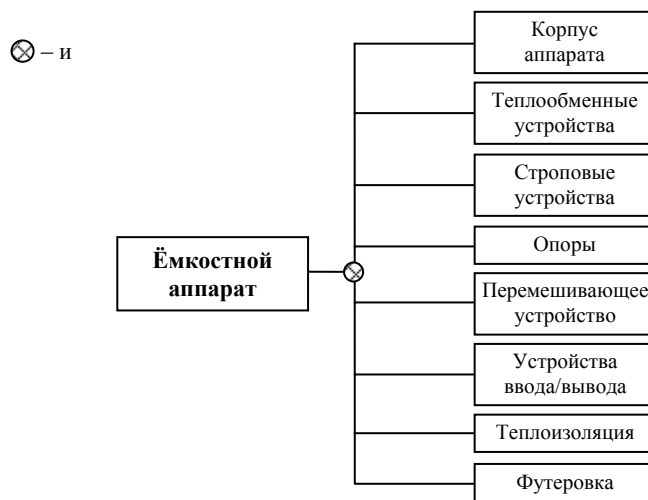 – и
Корпус
аппарата
Теплообменные
устройства
Строповые
устройства
Опоры
Ёмкостной
аппарат
Перемешивающее
устройство
Устройства
ввода/вывода
Теплоизоляция
Футеровка